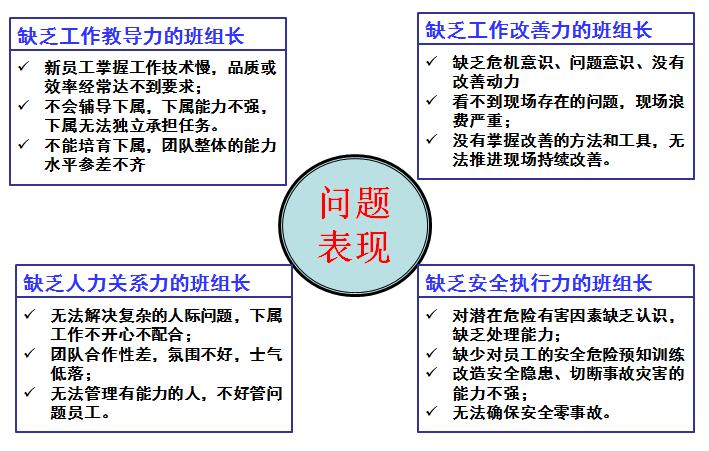 缺乏工作教导力的班组长
✓ 新员工掌握工作技术慢，品质或
效率经常达不到要求；
✓ 不会辅导下属，下属能力不强，
下属无法独立承担任务。
✓ 不能培育下属，团队整体的能力
水平参差不齐
缺乏工作改善力的班组长
✓ 缺乏危机意识、问题意识、没有
改善动力
✓ 看不到现场存在的问题，现场浪
费严重；
✓ 没有掌握改善的方法和工具，无
法推进现场持续改善。
问题
表现
缺乏人力关系力的班组长
✓ 无法解决复杂的人际问题，下属
工作不开心不配合；
✓ 团队合作性差，氛围不好，士气
低落；
✓ 无法管理有能力的人，不好管问
题员工。
缺乏安全执行力的班组长
✓ 对潜在危险有害因素缺乏认识，
缺乏处理能力；
✓ 缺少对员工的安全危险预知训练
✓ 改造安全隐患、切断事故灾害的
能力不强；
✓ 无法确保安全零事故。